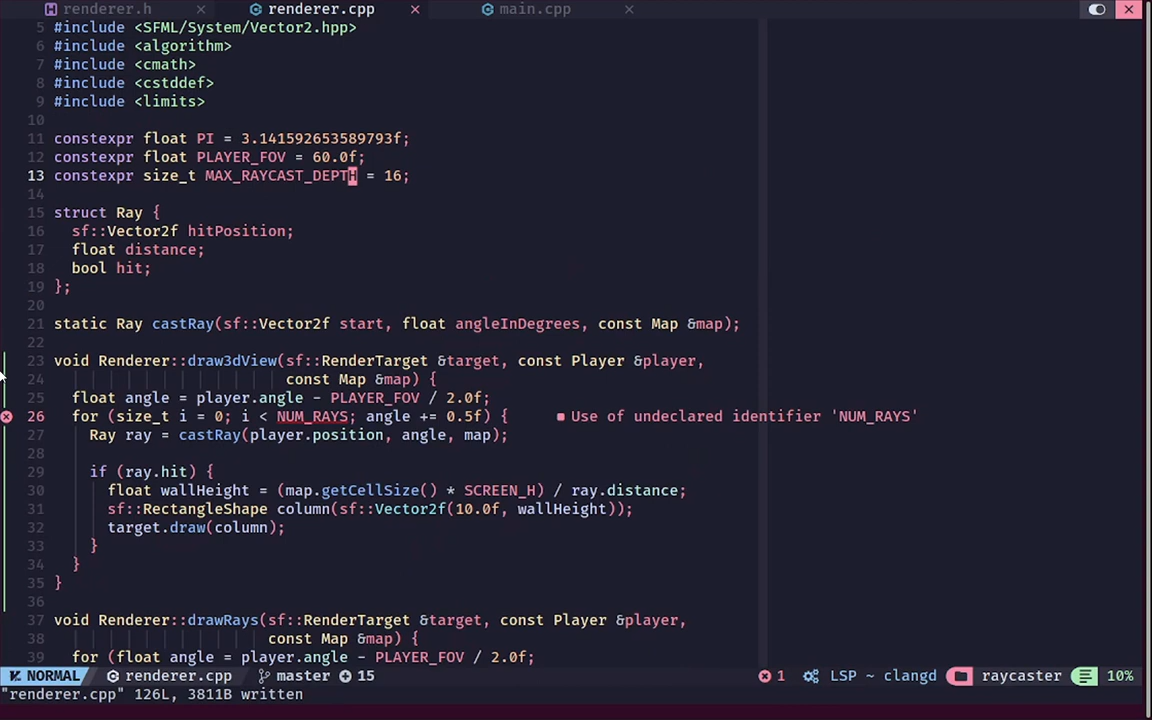 renderer.h × renderer.cpp × main.cpp ×
5 #include <SFML/System/Vector2.hpp>
6 #include <algorithm>
7 #include <cmath>
8 #include <cstddef>
9 #include <limits>
10
11 constexpr float PI = 3.141592653589793f;
12 constexpr float PLAYER_FOV = 60.0f;
13 constexpr size_t MAX_RAYCAST_DEPTH = 16;
14
15 struct Ray {
16   sf::Vector2f hitPosition;
17   float distance;
18   bool hit;
19 };
20
21 static Ray castRay(sf::Vector2f start, float angleInDegrees, const Map &map);
22
23 void Renderer::draw3dView(sf::RenderTarget &target, const Player &player,
24                           const Map &map) {
25   float angle = player.angle - PLAYER_FOV / 2.0f;
26   for (size_t i = 0; i < NUM_RAYS; angle += 0.5f) {     ■ Use of undeclared identifier 'NUM_RAYS'
27     Ray ray = castRay(player.position, angle, map);
28
29     if (ray.hit) {
30       float wallHeight = (map.getCellSize() * SCREEN_H) / ray.distance;
31       sf::RectangleShape column(sf::Vector2f(10.0f, wallHeight));
32       target.draw(column);
33     }
34   }
35 }
36
37 void Renderer::drawRays(sf::RenderTarget &target, const Player &player,
38                         const Map &map) {
39   for (float angle = player.angle - PLAYER_FOV / 2.0f;
NORMAL renderer.cpp master 15 1 LSP ~ clangd raycaster 10%
"renderer.cpp" 126L, 3811B written